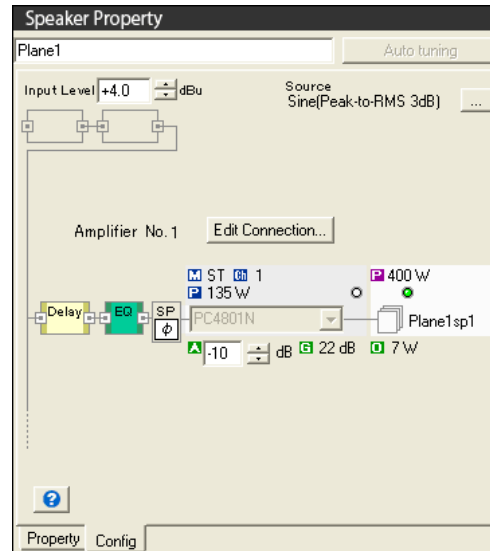 Speaker Property
Plane1
Auto tuning
Input Level +4.0 dBu
Source
Sine(Peak-to-RMS 3dB) ...
Amplifier No. 1 Edit Connection...
M ST Ch 1
P 135 W
P 400 W
Delay EQ SP
ϕ
PC4801N
Plane1sp1
A -10 dB G 22 dB O 7 W
?
Property Config